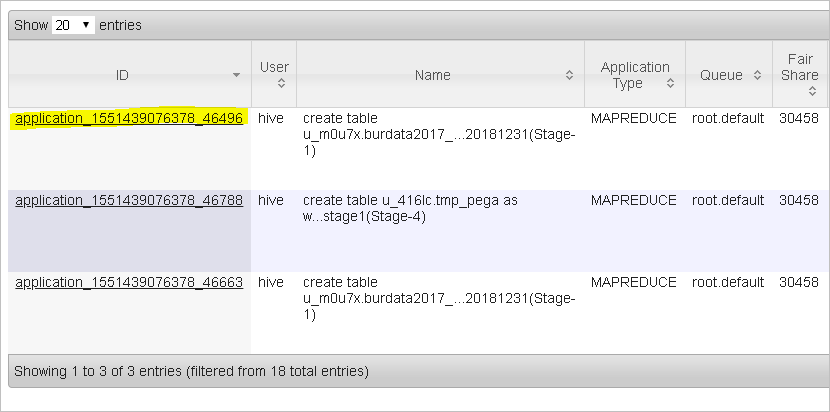 Show 20 entries
ID User Name Application Type Queue Fair Share
application_1551439076378_46496 hive create table MAPREDUCE root.default 30458
u_m0u7x.burdata2017_...20181231(Stage-
1)
application_1551439076378_46788 hive create table u_416lc.tmp_pega as MAPREDUCE root.default 30458
w...stage1(Stage-4)
application_1551439076378_46663 hive create table MAPREDUCE root.default 30458
u_m0u7x.burdata2017_...20181231(Stage-
1)
Showing 1 to 3 of 3 entries (filtered from 18 total entries)